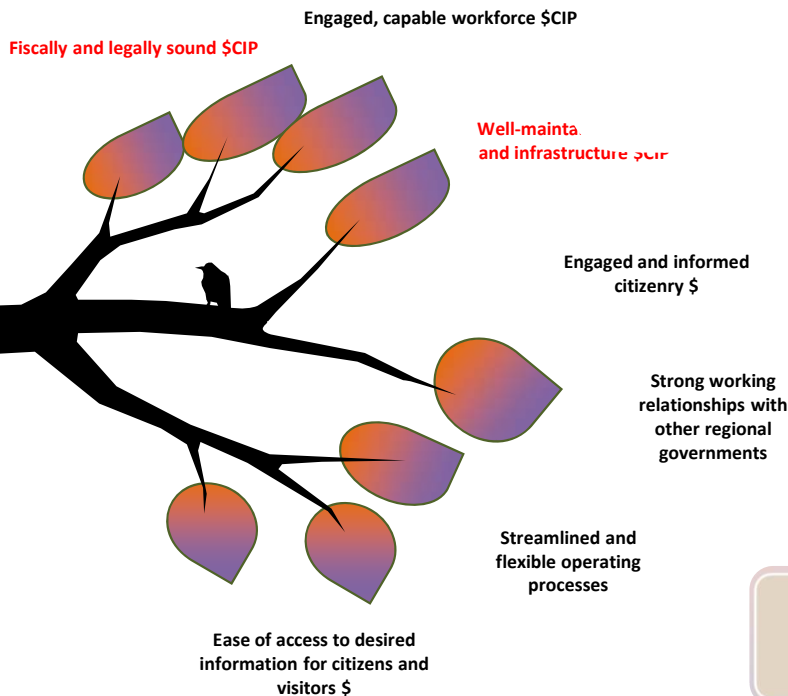 Engaged, capable workforce $CIP
Fiscally and legally sound $CIP
and infrastructure
Engaged and informed
citizenry $
Strong working
relationships with
other regional
governments
Streamlined and
flexible operating
processes
Ease of access to desired
information for citizens and
visitors $